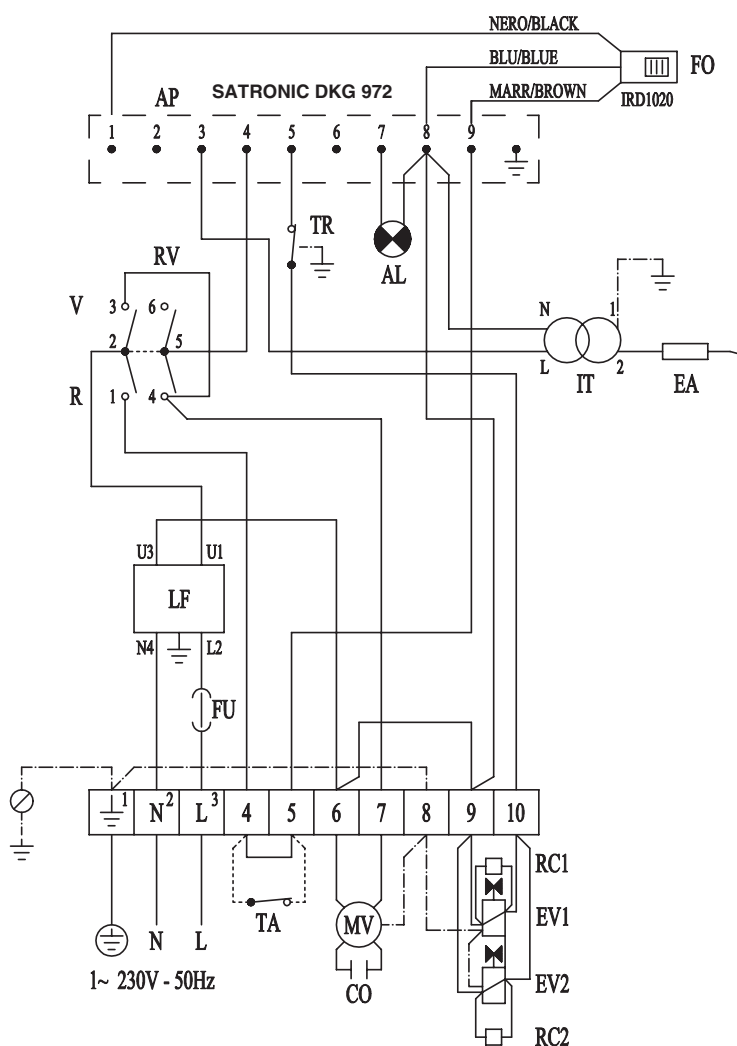 NERO/BLACK
BLU/BLUE
FO
MARR/BROWN
IRD1020
AP SATRONIC DKG 972
1 2 3 4 5 6 7 8 9
TR
AL
RV
V 3 6
2 5
R 1 4
N 1
L 2
IT
EA
U3 U1
LF
N4 L2
FU
1 N 2 L 3 4 5 6 7 8 9 10
TA
MV
CO
RC1
EV1
EV2
RC2
N L
1~ 230V - 50Hz